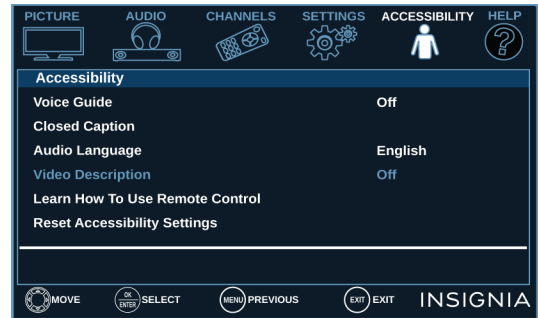 PICTURE AUDIO CHANNELS SETTINGS ACCESSIBILITY HELP
Accessibility
Voice Guide Off
Closed Caption
Audio Language English
Video Description Off
Learn How To Use Remote Control
Reset Accessibility Settings
MOVE OK ENTER SELECT MENU PREVIOUS EXIT EXIT INSIGNIA